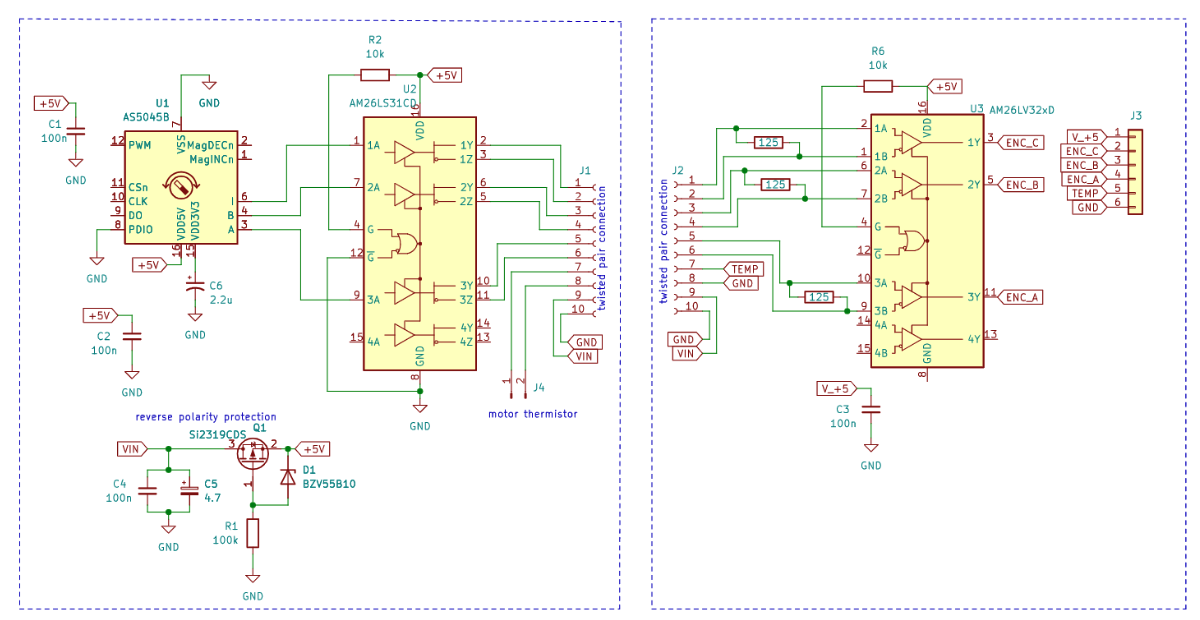 R2
10k
+5V
U2
AM26LS31CD
+5V
C1
100n
GND
GND
U1
AS5045B
7
VSS
12 PWM
MagDECn 2
MagINCn 1
11 CSn
10 CLK
9 DO
8 PDIO
I 6
B 4
A 3
VDD5V
VDD3V3
16
15
+5V
GND
C6
2.2u
GND
+5V
C2
100n
GND
16
VDD
1 1A
7 2A
4 G
12 G
9 3A
15 4A
1Y 2
1Z 3
2Y 6
2Z 5
3Y 10
3Z 11
4Y 14
4Z 13
GND
8
GND
J1
1
2
3
4
5
6
7
8
9
10
twisted pair connection
GND
VIN
1
2
J4
motor thermistor
reverse polarity protection
Q1
Si2319CDS
VIN
3
2
1
+5V
D1
BZV55B10
C4
100n
C5
4.7
GND
R1
100k
GND
R6
10k
+5V
U3 AM26LV32xD
16
VDD
J2
1
2
3
4
5
6
7
8
9
10
twisted pair connection
125
125
125
TEMP
GND
GND
VIN
2 1A
1 1B
6 2A
7 2B
4 G
12 G
10 3A
9 3B
14 4A
15 4B
1Y 3 ENC_C
2Y 5 ENC_B
3Y 11 ENC_A
4Y 13
GND
8
V_+5
C3
100n
GND
J3
V_+5 1
ENC_C 2
ENC_B 3
ENC_A 4
TEMP 5
GND 6